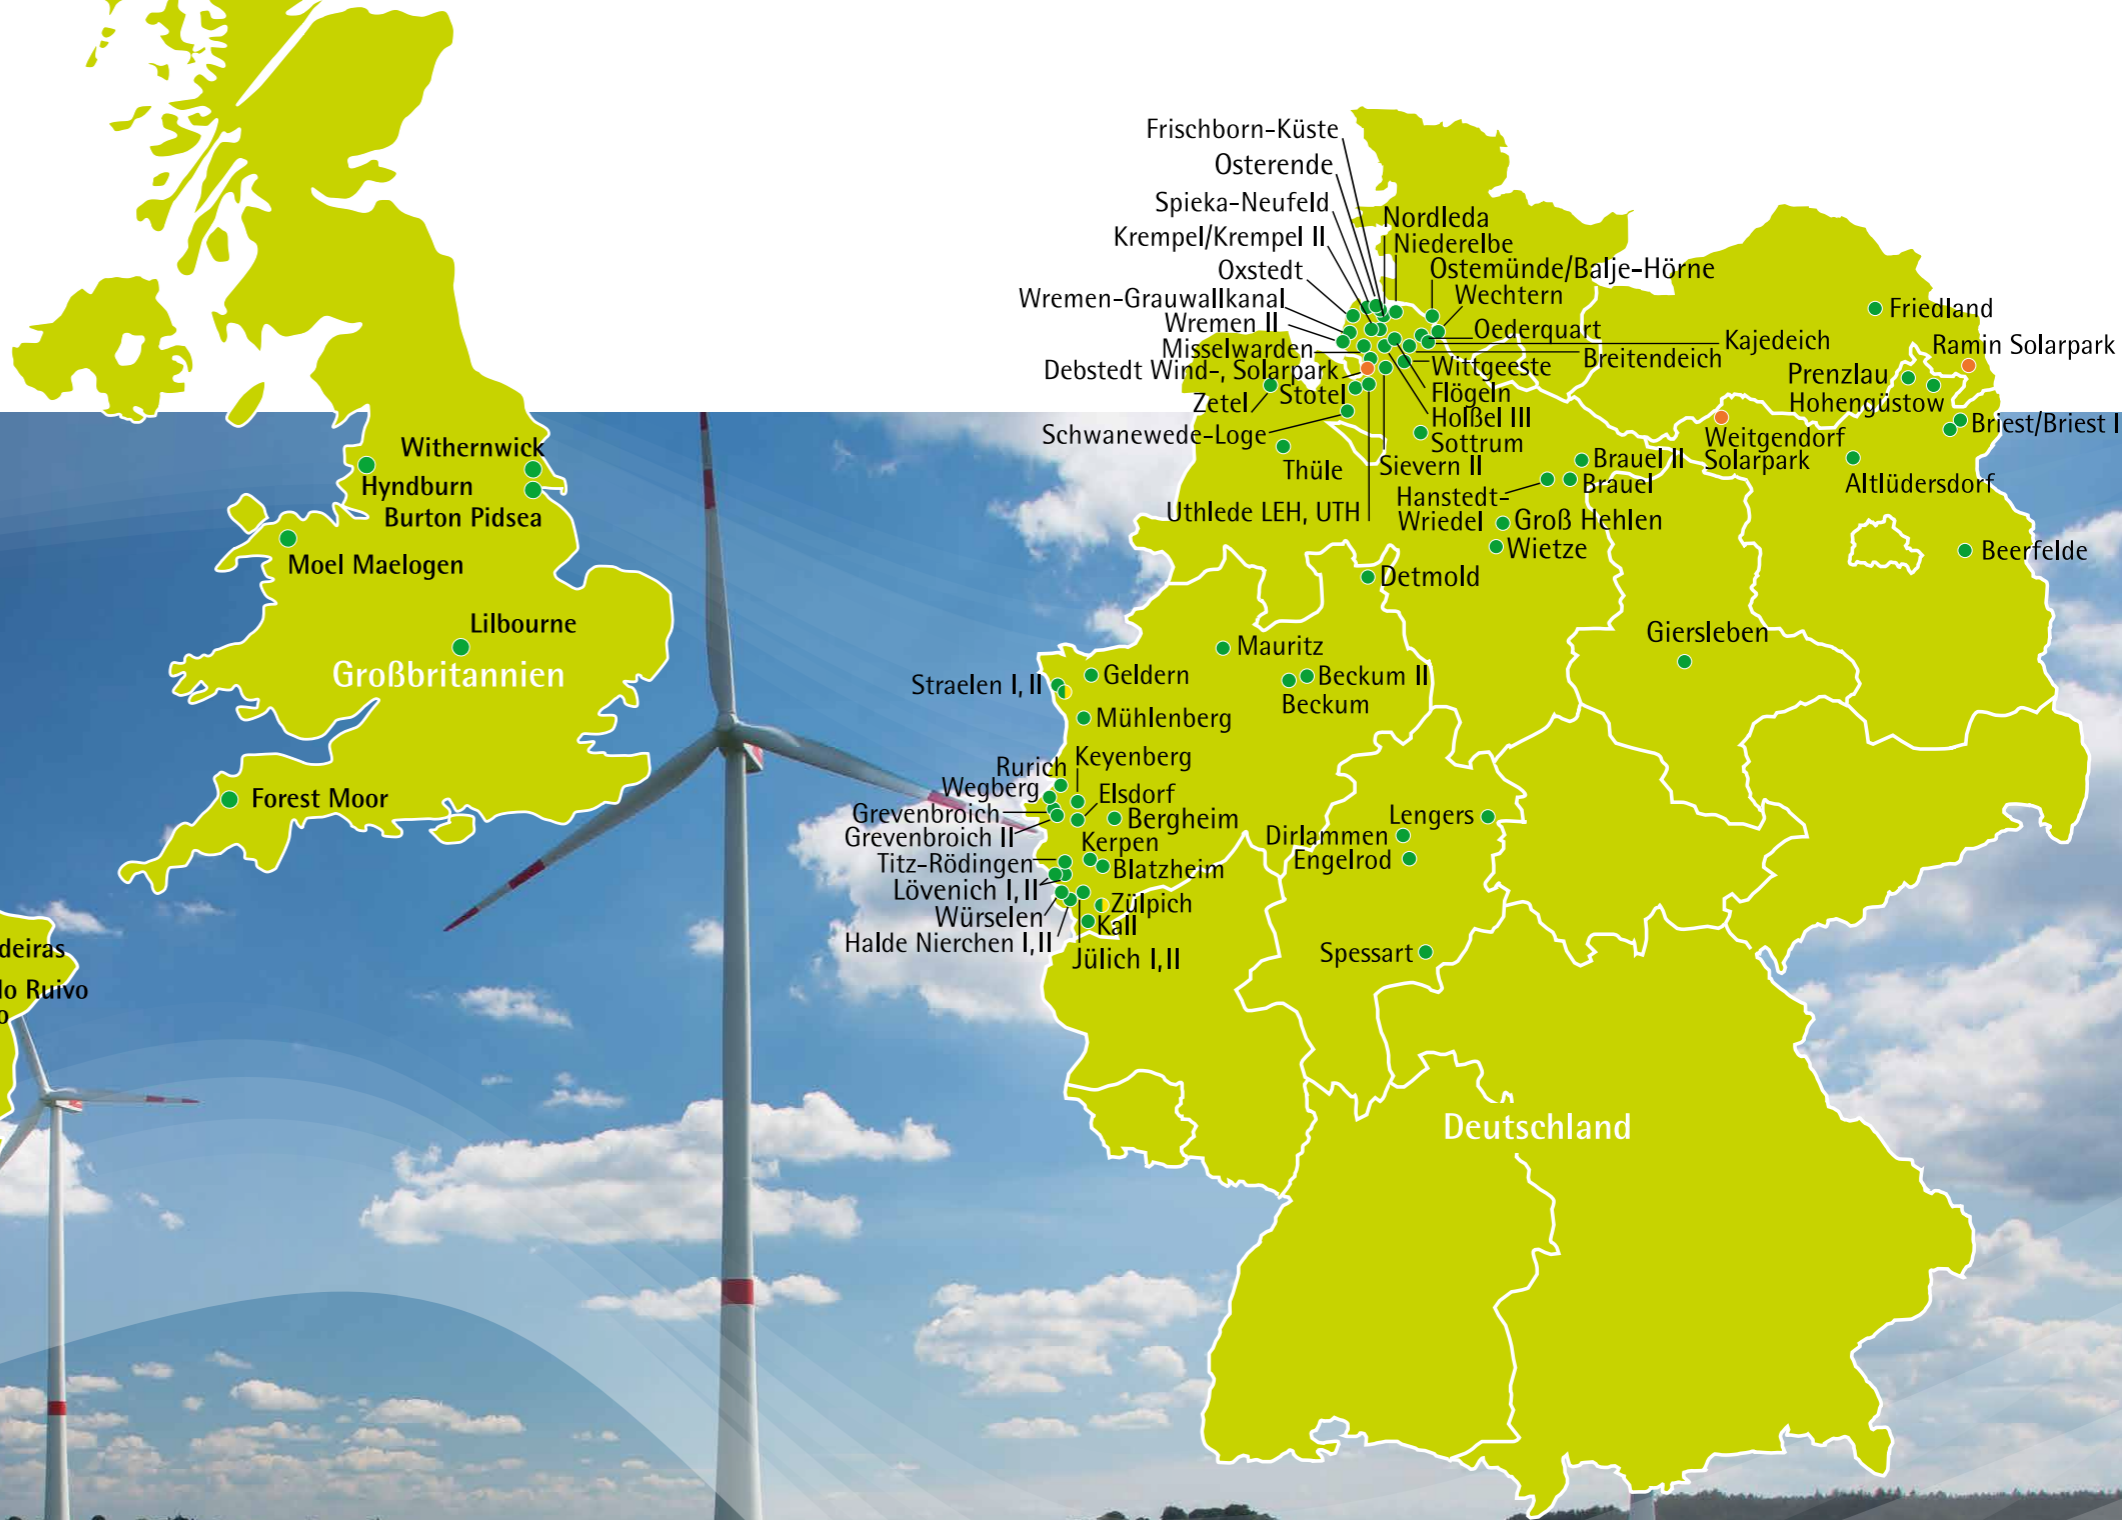 Frischborn-Küste
Osterende
Spieka-Neufeld
Krempel/Krempel II
Oxstedt
Wremen-Grauwallkanal
Wremen II
Misselwarden
Debstedt Wind-, Solarpark
Zetel
Stotel
Schwanewede-Loge
Thüle
Uthlede LEH, UTH
Nordleda
Niederelbe
Ostemünde/Balje-Hörne
Wechtern
Oederquart
Kajedeich
Breitendeich
Wittgeeste
Flögeln
Holßel III
Sottrum
Sievern II
Friedland
Ramin Solarpark
Prenzlau
Hohengüstow
Briest/Briest I
Weitgendorf
Solarpark
Altlüdersdorf
Brauel II
Brauel
Hanstedt-
Wriedel
Groß Hehlen
Wietze
Beerfelde
Detmold
Giersleben
Mauritz
Beckum II
Beckum
Geldern
Straelen I, II
Mühlenberg
Keyenberg
Rurich
Wegberg
Elsdorf
Grevenbroich
Bergheim
Grevenbroich II
Kerpen
Titz-Rödingen
Blatzheim
Lövenich I, II
Zülpich
Würselen
Kall
Halde Nierchen I, II
Jülich I, II
Lengers
Dirlammen
Engelrod
Spessart
Deutschland
Withernwick
Hyndburn
Burton Pidsea
Moel Maelogen
Lilbourne
Großbritannien
Forest Moor
deiras
lo Ruivo
o